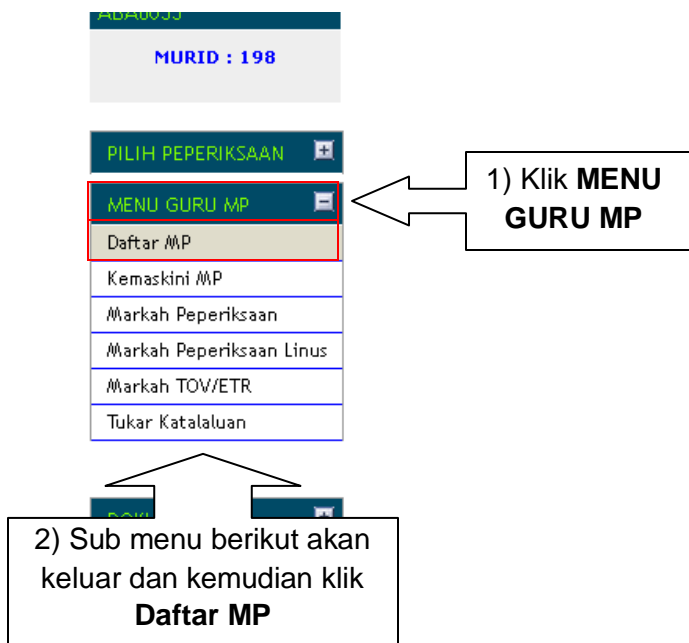 MURID : 198
PILIH PEPERIKSAAN
1) Klik MENU
GURU MP
MENU GURU MP
Daftar MP
Kemaskini MP
Markah Peperiksaan
Markah Peperiksaan Linus
Markah TOV/ETR
Tukar Katalaluan
2) Sub menu berikut akan
keluar dan kemudian klik
Daftar MP